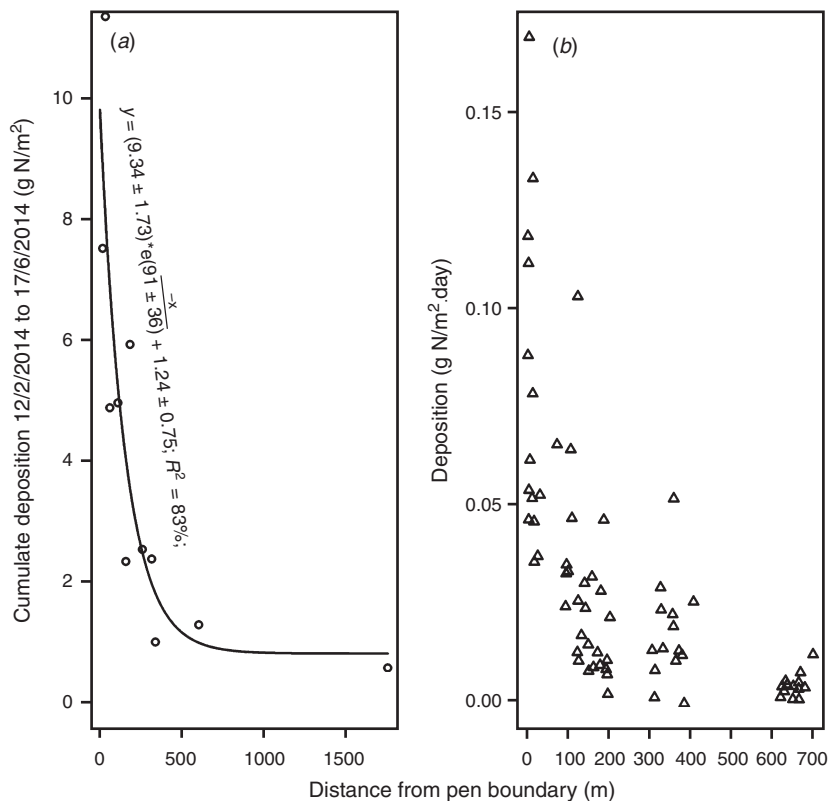 (a)
Cumulate deposition 12/2/2014 to 17/6/2014 (g N/m²)
10
8
6
4
2
0
y = (9.34 ± 1.73)*e(−x/91 ± 36) + 1.24 ± 0.75; R² = 83%;
0 500 1000 1500
(b)
Deposition (g N/m².day)
0.15
0.10
0.05
0.00
0 100 200 300 400 500 600 700
Distance from pen boundary (m)